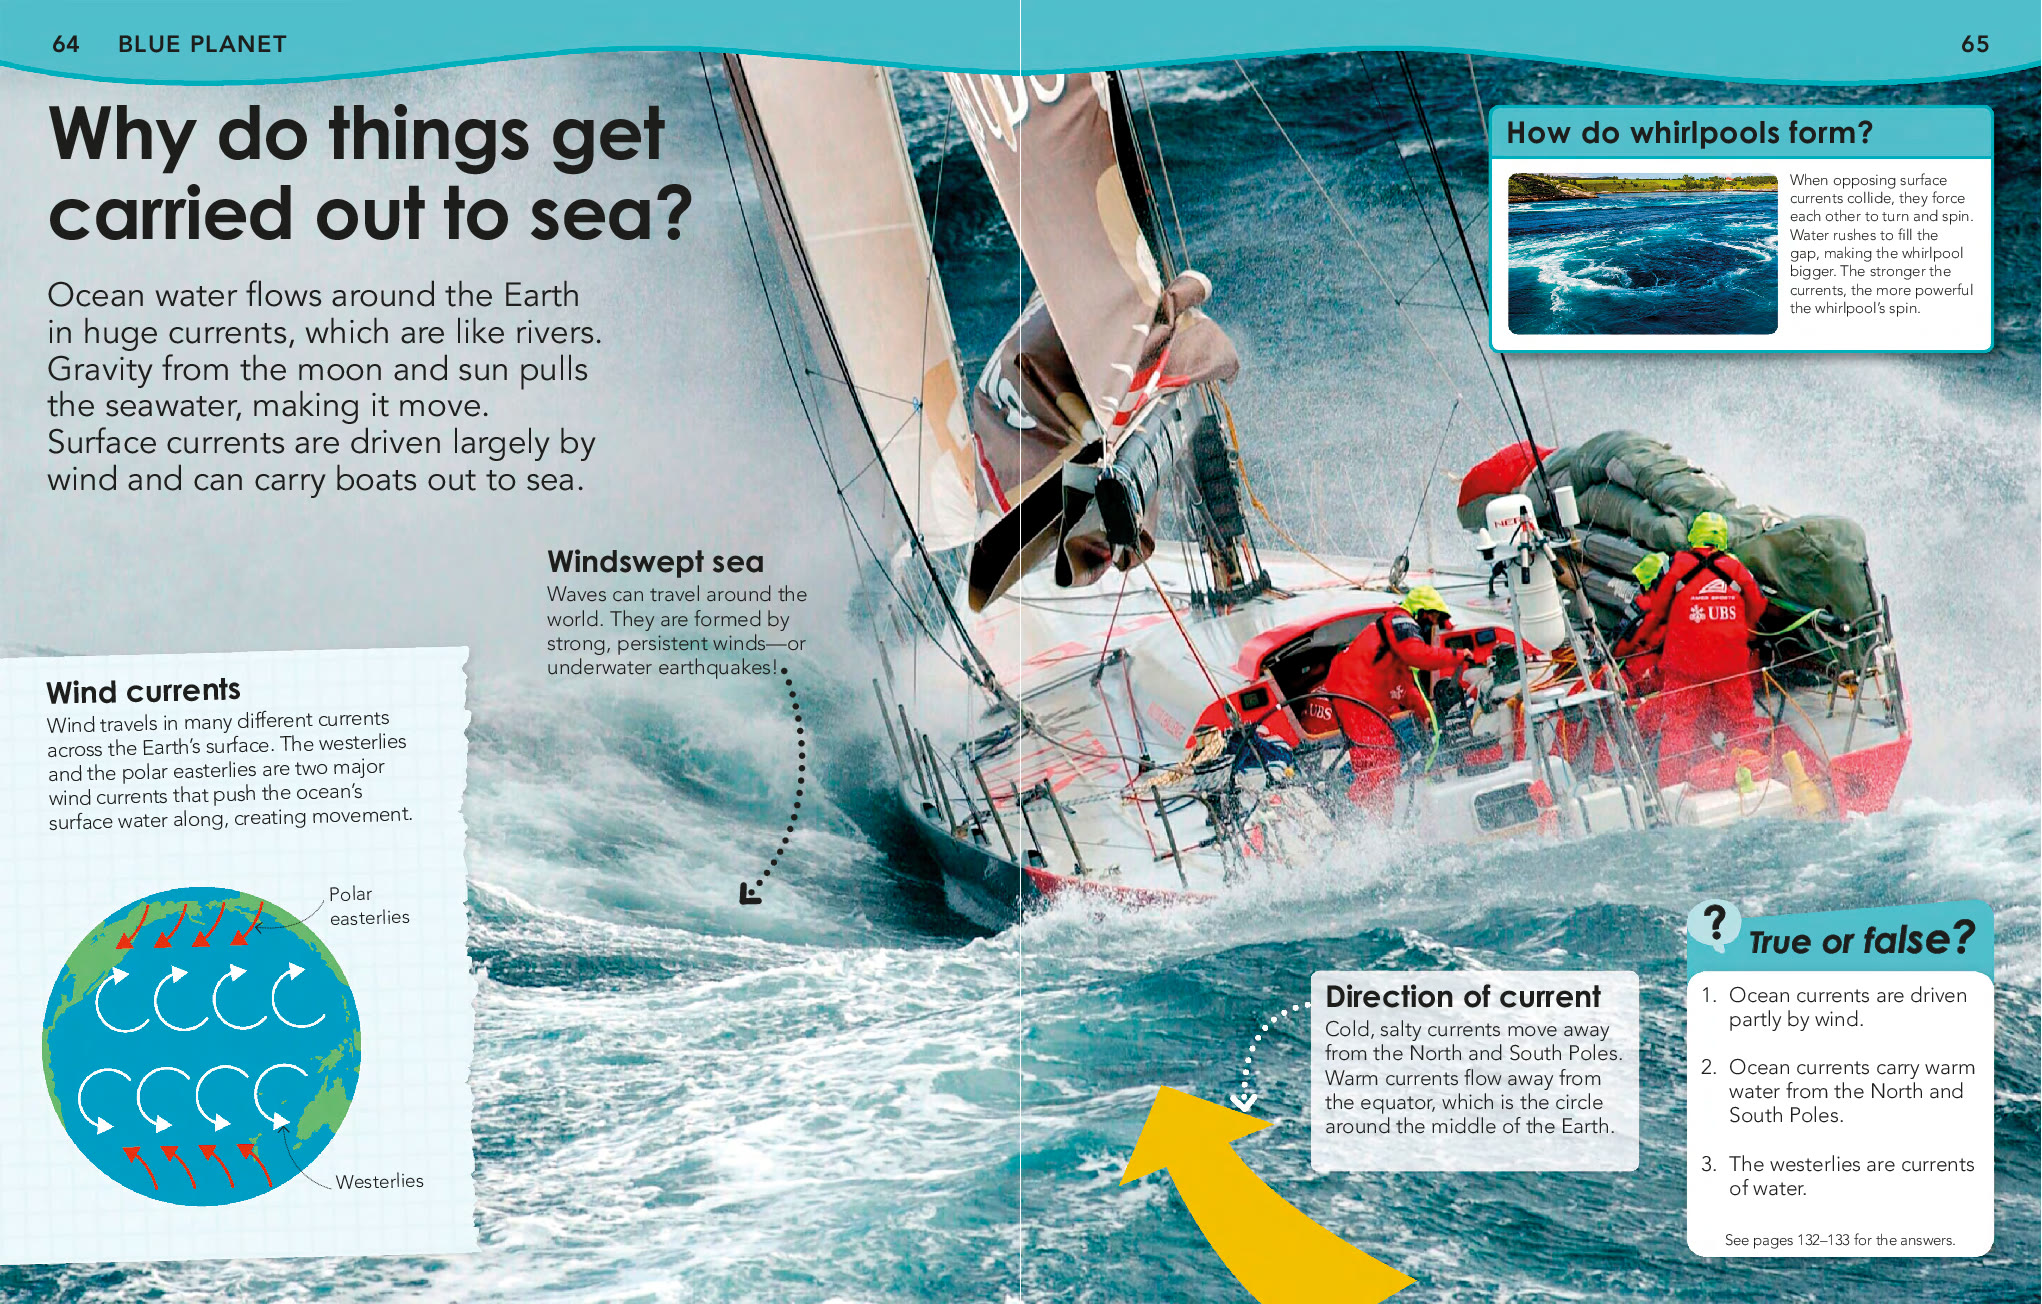 64 BLUE PLANET
65
Why do things get
carried out to sea?
Ocean water flows around the Earth
in huge currents, which are like rivers.
Gravity from the moon and sun pulls
the seawater, making it move.
Surface currents are driven largely by
wind and can carry boats out to sea.
Windswept sea
Waves can travel around the
world. They are formed by
strong, persistent winds—or
underwater earthquakes!
Wind currents
Wind travels in many different currents
across the Earth's surface. The westerlies
and the polar easterlies are two major
wind currents that push the ocean's
surface water along, creating movement.
Polar
easterlies
Westerlies
How do whirlpools form?
When opposing surface
currents collide, they force
each other to turn and spin.
Water rushes to fill the
gap, making the whirlpool
bigger. The stronger the
currents, the more powerful
the whirlpool's spin.
UBS
UBS
Direction of current
Cold, salty currents move away
from the North and South Poles.
Warm currents flow away from
the equator, which is the circle
around the middle of the Earth.
? True or false?
1. Ocean currents are driven
partly by wind.
2. Ocean currents carry warm
water from the North and
South Poles.
3. The westerlies are currents
of water.
See pages 132–133 for the answers.